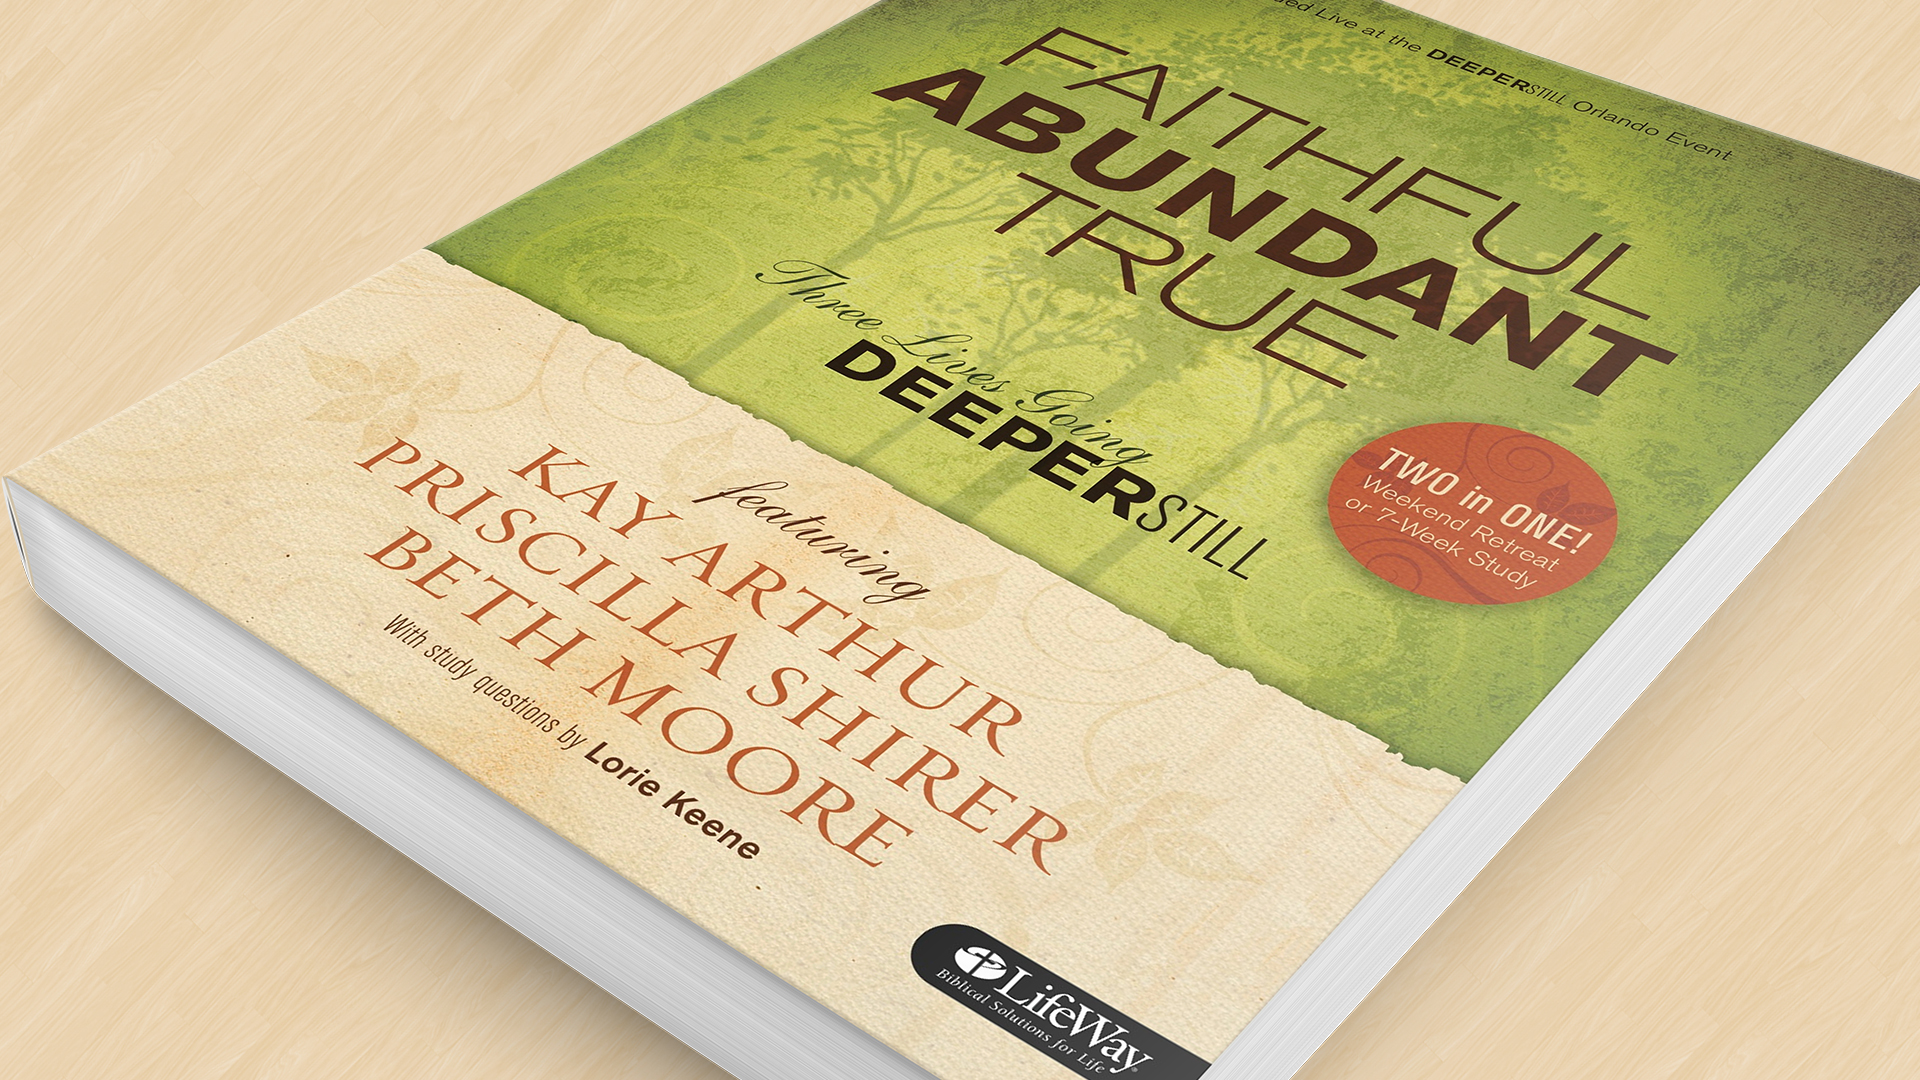 Live at the DEEPERSTILL Orlando Event
FAITHFUL
ABUNDANT
TRUE
Three Lives Going
DEEPERSTILL
TWO in ONE!
Weekend Retreat
or 7-Week Study
featuring
KAY ARTHUR
PRISCILLA SHIRER
BETH MOORE
With study questions by Lorie Keene
LifeWay®
Biblical Solutions for Life